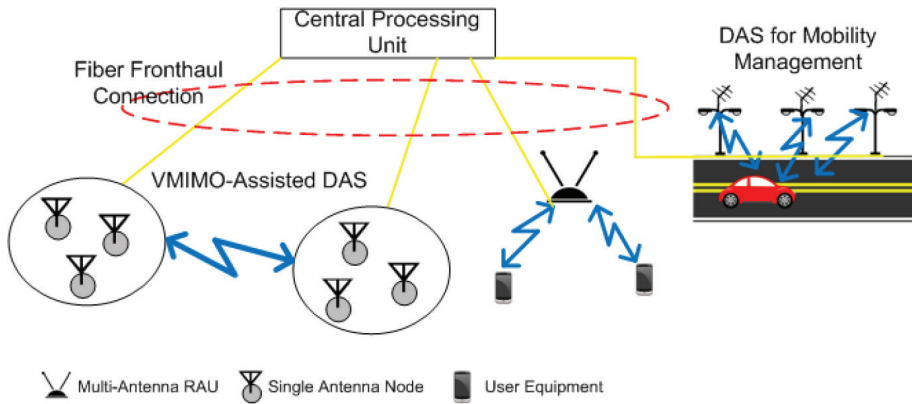 Central Processing
Unit
DAS for Mobility
Management
Fiber Fronthaul
Connection
VMIMO-Assisted DAS
Multi-Antenna RAU
Single Antenna Node
User Equipment